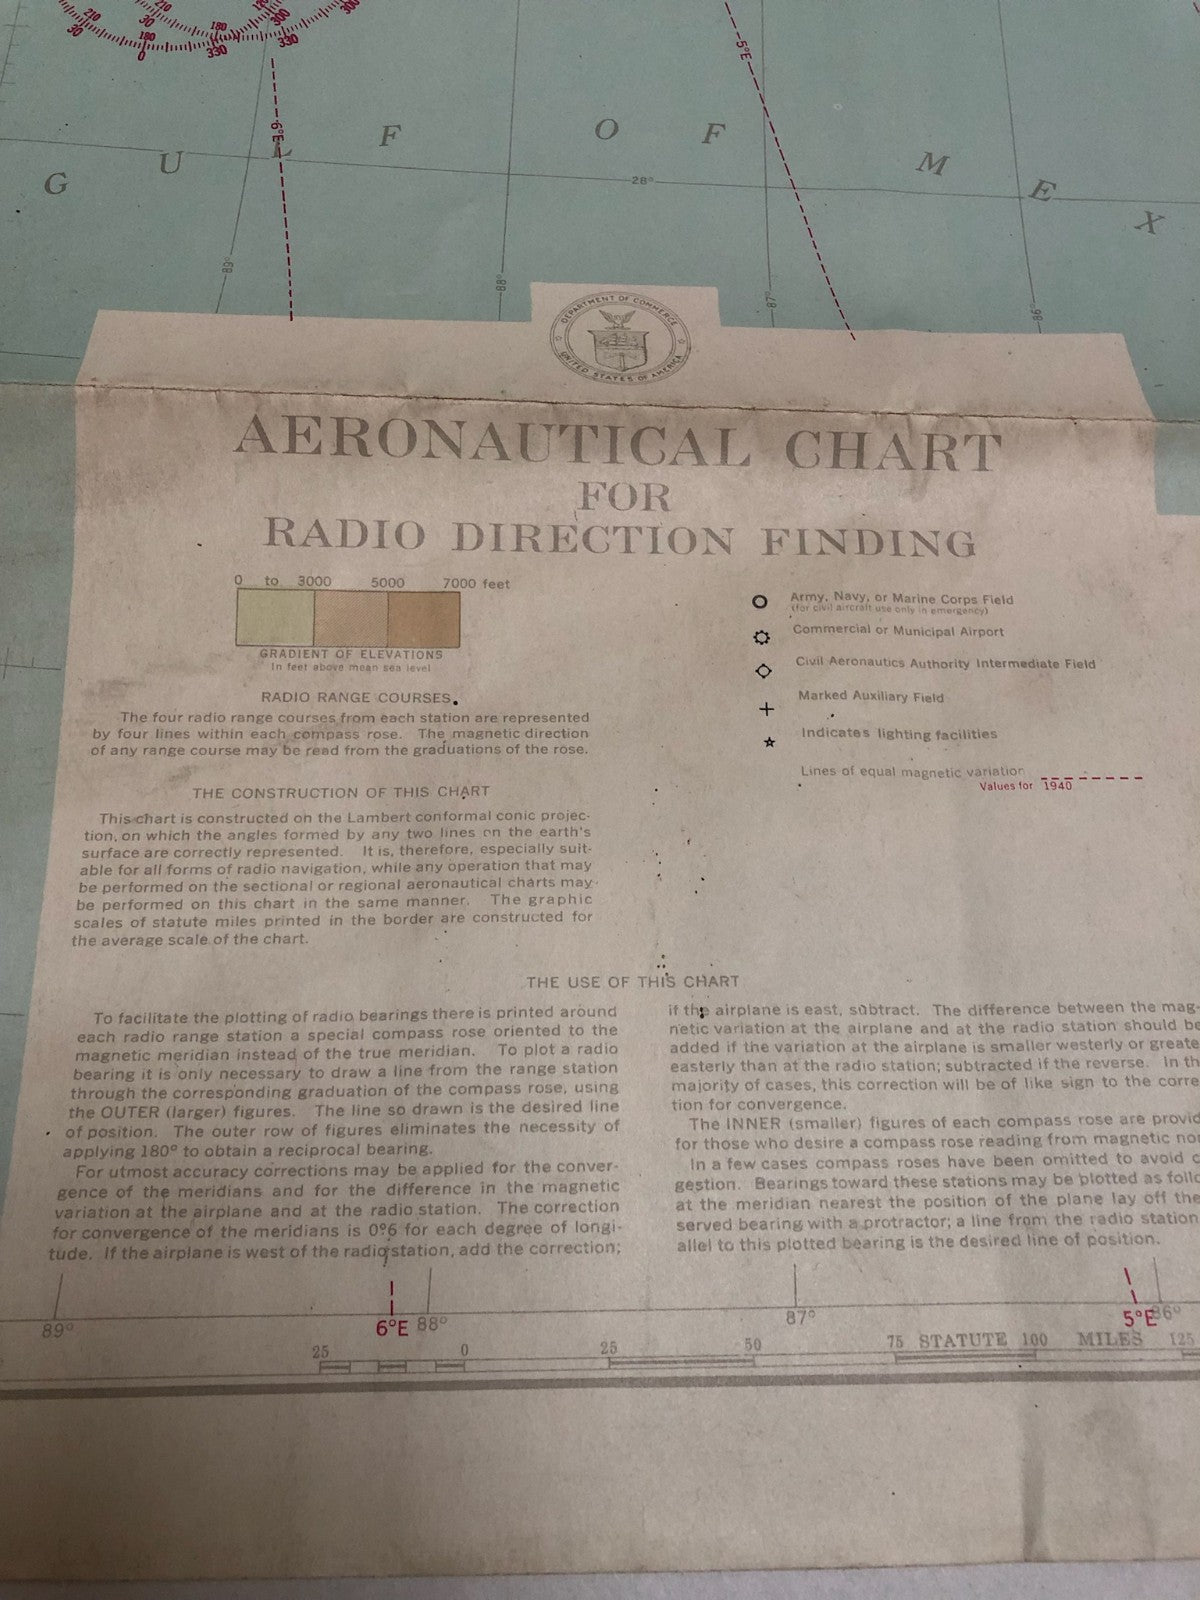 210
30
210
30
180
0
180
330
120
300
330
300
5°E
6°E
G U L F O F M E X
28°
89°
88°
87°
86°
DEPARTMENT OF COMMERCE
UNITED STATES OF AMERICA
AERONAUTICAL CHART
FOR
RADIO DIRECTION FINDING
0 to 3000 5000 7000 feet
GRADIENT OF ELEVATIONS
In feet above mean sea level
Army, Navy, or Marine Corps Field
(for civil aircraft use only in emergency)
Commercial or Municipal Airport
Civil Aeronautics Authority Intermediate Field
Marked Auxiliary Field
Indicates lighting facilities
Lines of equal magnetic variation
Values for 1940
RADIO RANGE COURSES.
The four radio range courses from each station are represented
by four lines within each compass rose. The magnetic direction
of any range course may be read from the graduations of the rose.
THE CONSTRUCTION OF THIS CHART
This chart is constructed on the Lambert conformal conic projec-
tion, on which the angles formed by any two lines on the earth's
surface are correctly represented. It is, therefore, especially suit-
able for all forms of radio navigation, while any operation that may
be performed on the sectional or regional aeronautical charts may
be performed on this chart in the same manner. The graphic
scales of statute miles printed in the border are constructed for
the average scale of the chart.
THE USE OF THIS CHART
To facilitate the plotting of radio bearings there is printed around
each radio range station a special compass rose oriented to the
magnetic meridian instead of the true meridian. To plot a radio
bearing it is only necessary to draw a line from the range station
through the corresponding graduation of the compass rose, using
the OUTER (larger) figures. The line so drawn is the desired line
of position. The outer row of figures eliminates the necessity of
applying 180° to obtain a reciprocal bearing.
For utmost accuracy corrections may be applied for the conver-
gence of the meridians and for the difference in the magnetic
variation at the airplane and at the radio station. The correction
for convergence of the meridians is 0°6 for each degree of longi-
tude. If the airplane is west of the radio station, add the correction;
if the airplane is east, subtract. The difference between the mag-
netic variation at the airplane and at the radio station should be
added if the variation at the airplane is smaller westerly or greate
easterly than at the radio station; subtracted if the reverse. In th
majority of cases, this correction will be of like sign to the corre
tion for convergence.
The INNER (smaller) figures of each compass rose are provid
for those who desire a compass rose reading from magnetic nor
In a few cases compass roses have been omitted to avoid c
gestion. Bearings toward these stations may be plotted as follo
at the meridian nearest the position of the plane lay off the
served bearing with a protractor; a line from the radio station
allel to this plotted bearing is the desired line of position.
89° 6°E 88° 87° 5°E 86°
25 0 25 50 75 STATUTE 100 MILES 125